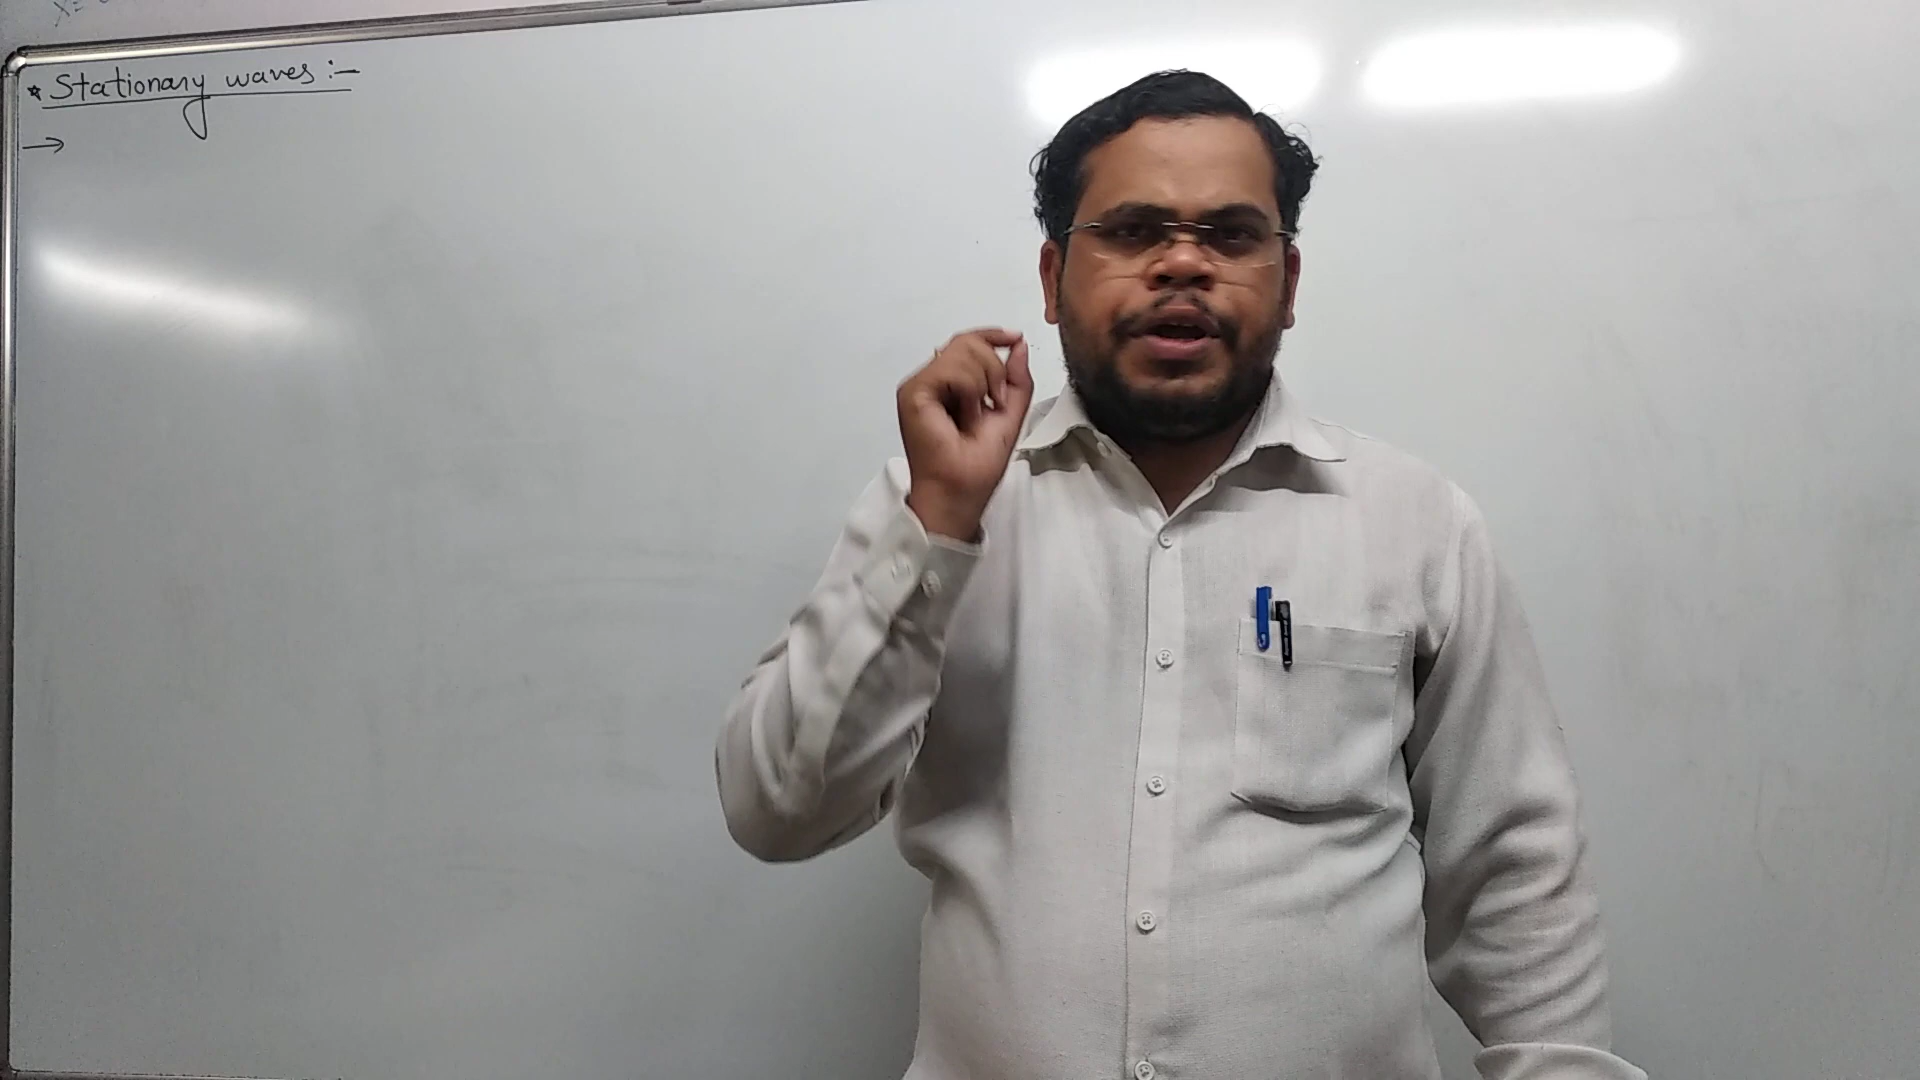 * Stationary waves :-
→